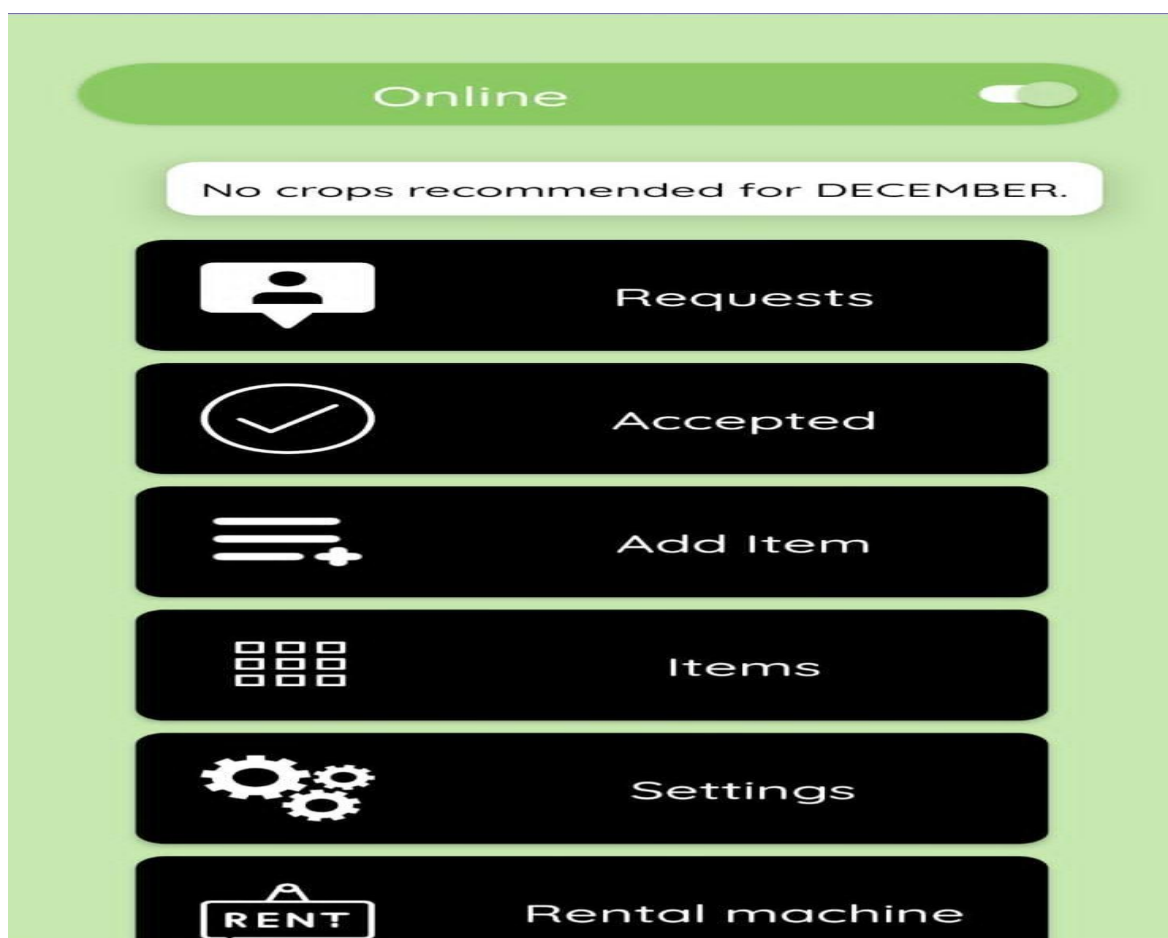 Online
No crops recommended for DECEMBER.
Requests
Accepted
Add Item
Items
Settings
RENT
Rental machine